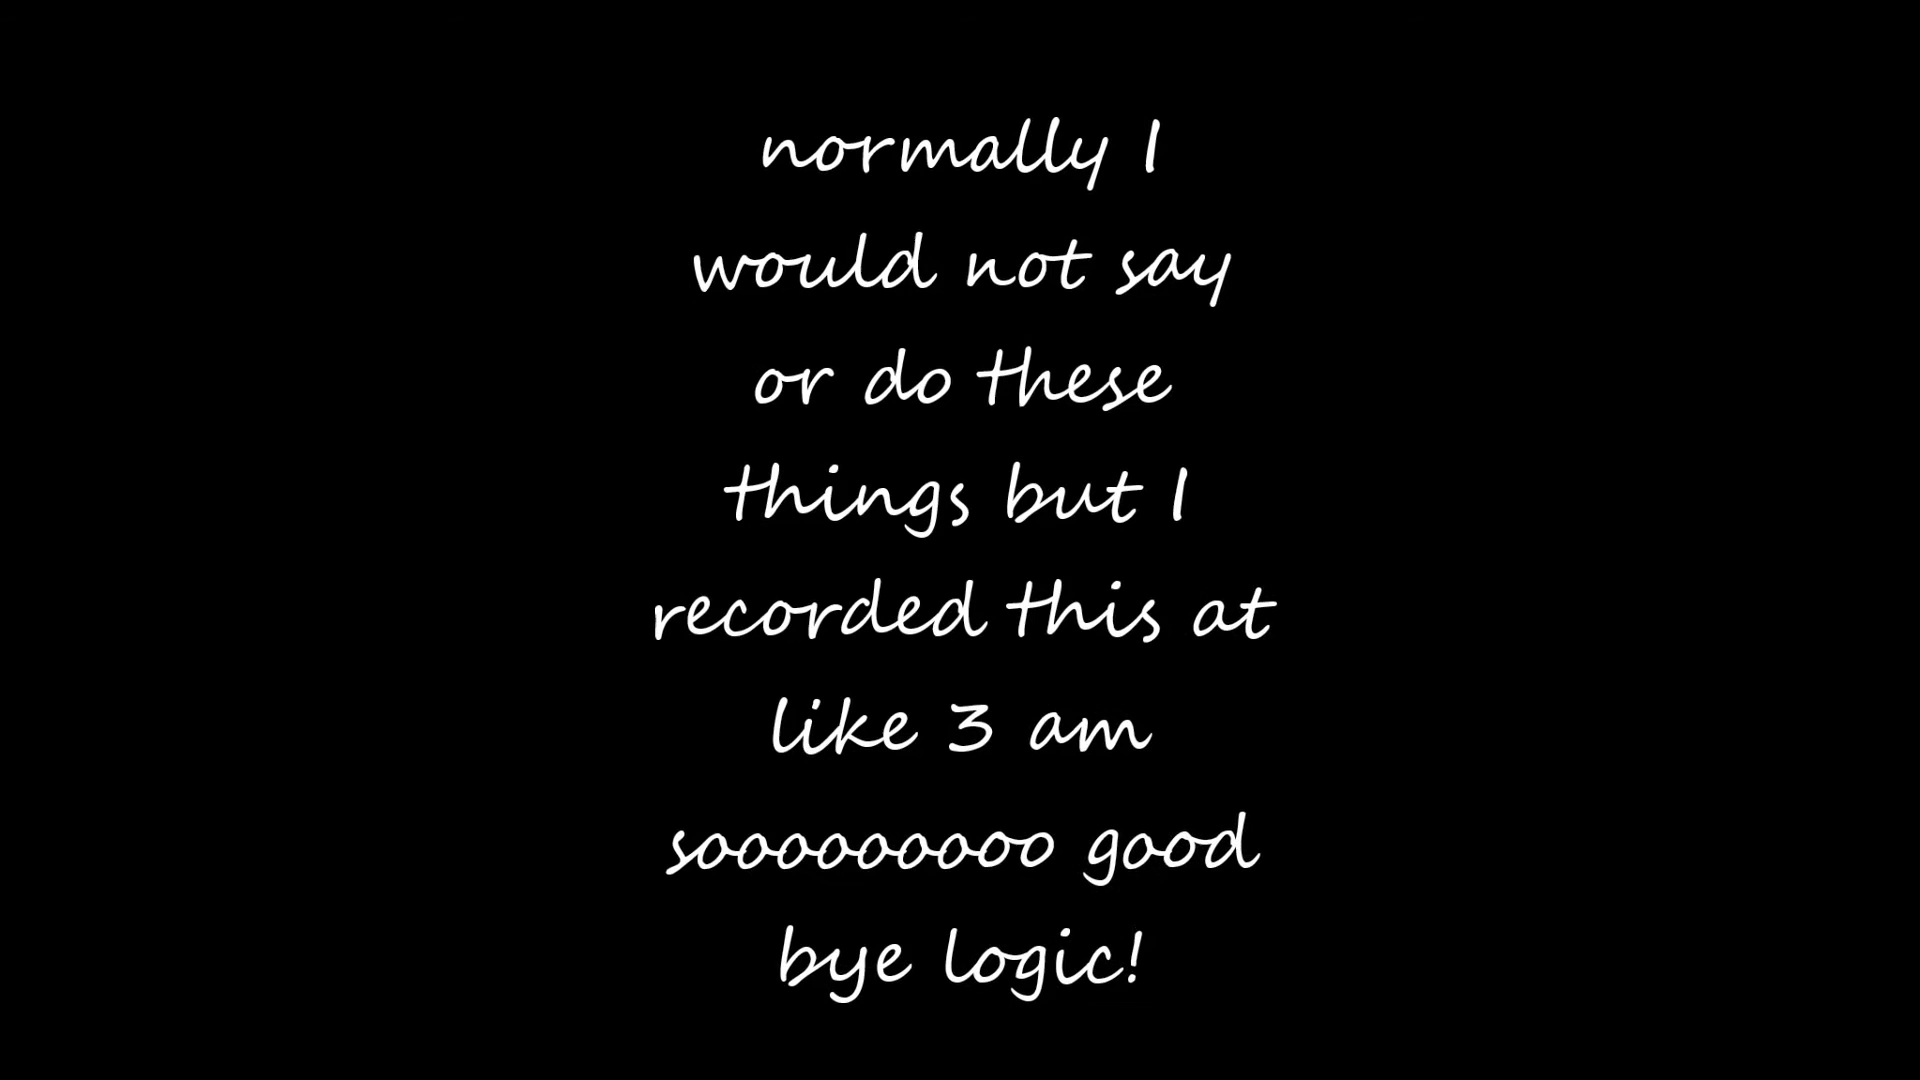 normally I
would not say
or do these
things but I
recorded this at
like 3 am
sooooooooo good
bye logic!